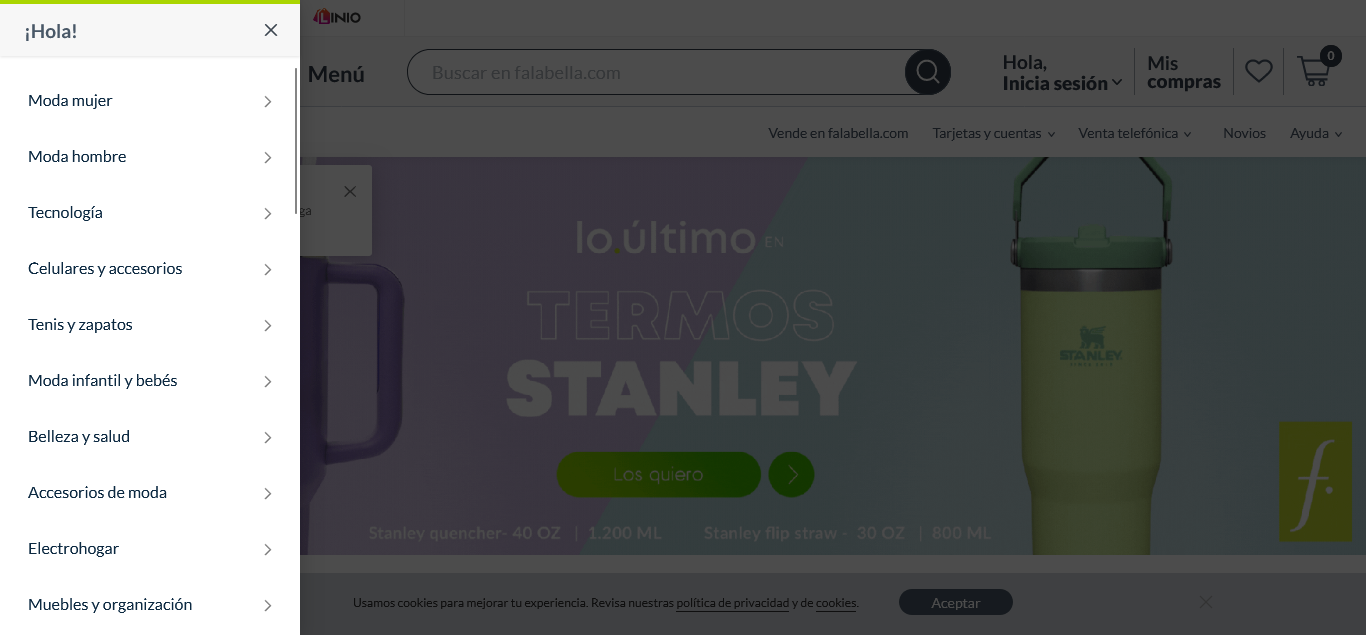 ¡Hola!
Moda mujer
Moda hombre
Tecnología
Celulares y accesorios
Tenis y zapatos
Moda infantil y bebés
Belleza y salud
Accesorios de moda
Electrohogar
Muebles y organización
LINIO
Menú
Buscar en falabella.com
Hola,
Inicia sesión
Mis
compras
0
Vende en falabella.com
Tarjetas y cuentas
Venta telefónica
Novios
Ayuda
lo.último EN
TERMOS
STANLEY
Los quiero
Stanley quencher- 40 OZ | 1.200 ML
Stanley flip straw - 30 OZ | 800 ML
STANLEY
f.
Usamos cookies para mejorar tu experiencia. Revisa nuestras política de privacidad y de cookies.
Aceptar